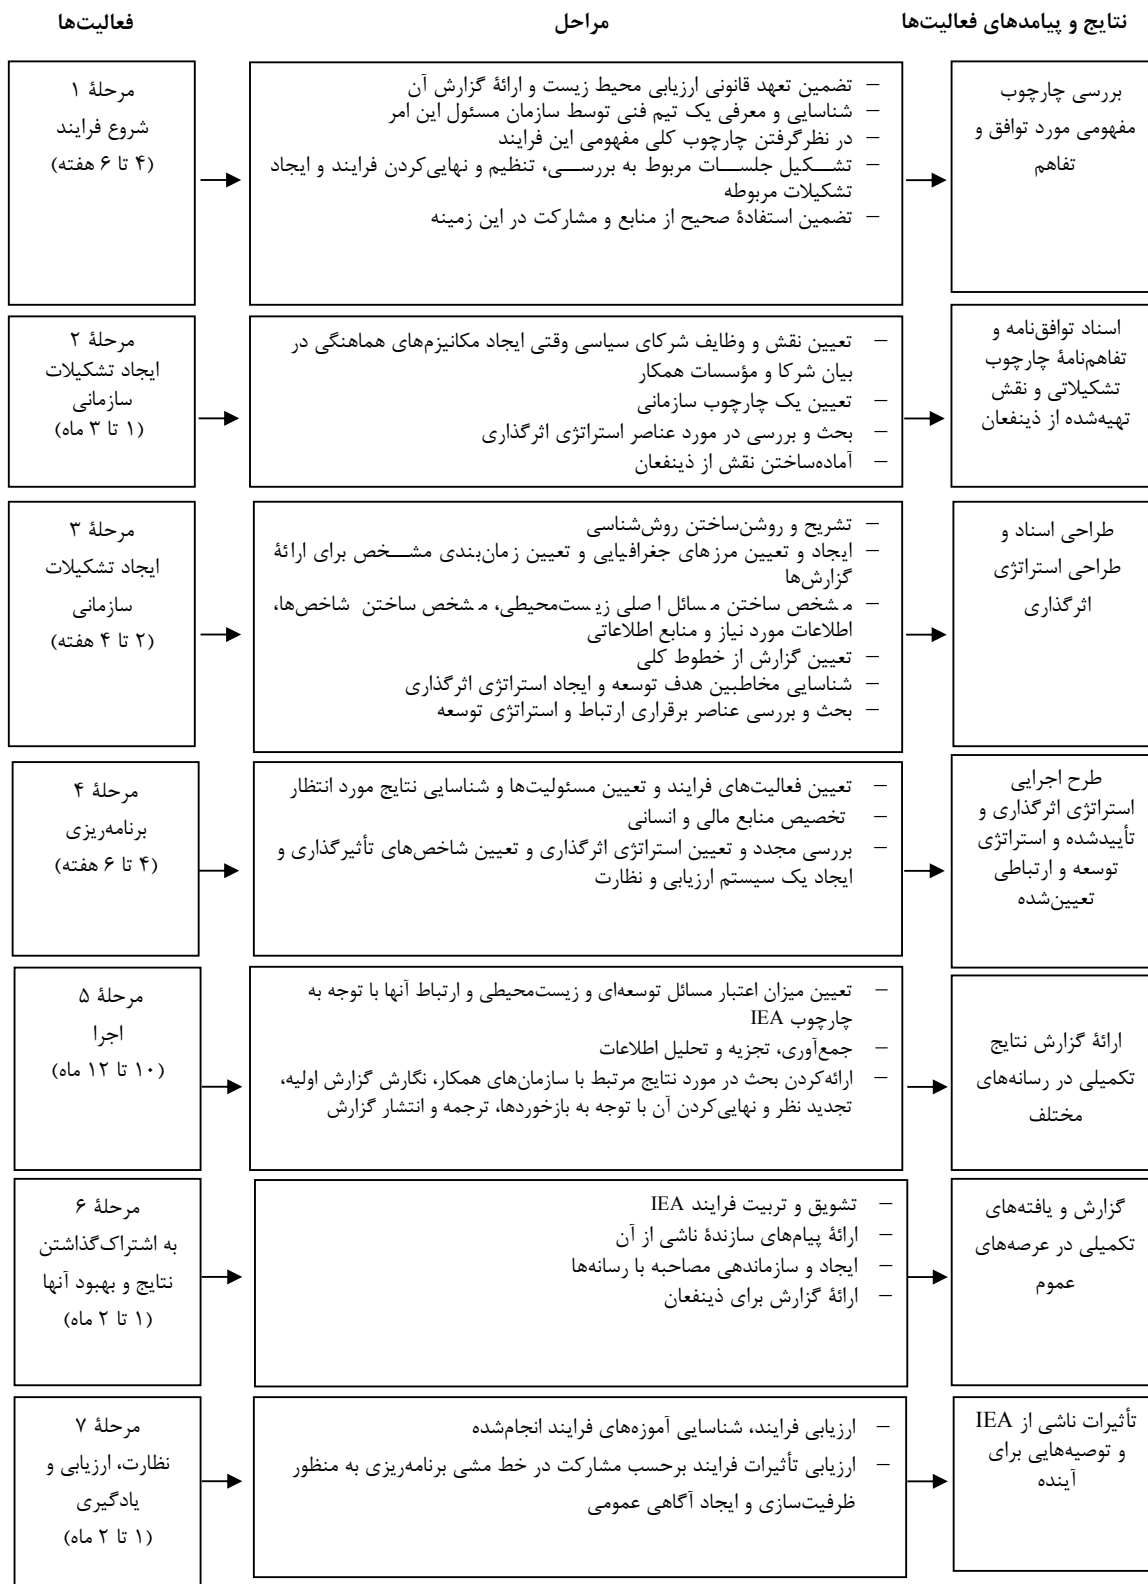 فعالیت‌ها
مراحل
نتایج و پیامدهای فعالیت‌ها
مرحلهٔ ۱
شروع فرایند
(۴ تا ۶ هفته)
– تضمین تعهد قانونی ارزیابی محیط زیست و ارائهٔ گزارش آن
– شناسایی و معرفی یک تیم فنی توسط سازمان مسئول این امر
– در نظرگرفتن چارچوب کلی مفهومی این فرایند
– تشــکیل جلســات مربوط به بررســی، تنظیم و نهایی‌کردن فرایند و ایجاد
تشکیلات مربوطه
– تضمین استفادهٔ صحیح از منابع و مشارکت در این زمینه
بررسی چارچوب
مفهومی مورد توافق و
تفاهم
مرحلهٔ ۲
ایجاد تشکیلات
سازمانی
(۱ تا ۳ ماه)
– تعیین نقش و وظایف شرکای سیاسی وقتی ایجاد مکانیزم‌های هماهنگی در
بیان شرکا و مؤسسات همکار
– تعیین یک چارچوب سازمانی
– بحث و بررسی در مورد عناصر استراتژی اثرگذاری
– آماده‌ساختن نقش از ذینفعان
اسناد توافق‌نامه و
تفاهم‌نامهٔ چارچوب
تشکیلاتی و نقش
تهیه‌شده از ذینفعان
مرحلهٔ ۳
ایجاد تشکیلات
سازمانی
(۲ تا ۴ هفته)
– تشریح و روشن‌ساختن روش‌شناسی
– ایجاد و تعیین مرزهای جغرافیایی و تعیین زمان‌بندی مشــخص برای ارائهٔ
گزارش‌ها
– مشخص ساختن مسائل اصلی زیست‌محیطی، مشخص ساختن شاخص‌ها،
اطلاعات مورد نیاز و منابع اطلاعاتی
– تعیین گزارش از خطوط کلی
– شناسایی مخاطبین هدف توسعه و ایجاد استراتژی اثرگذاری
– بحث و بررسی عناصر برقراری ارتباط و استراتژی توسعه
طراحی اسناد و
طراحی استراتژی
اثرگذاری
مرحلهٔ ۴
برنامه‌ریزی
(۴ تا ۶ هفته)
– تعیین فعالیت‌های فرایند و تعیین مسئولیت‌ها و شناسایی نتایج مورد انتظار
– تخصیص منابع مالی و انسانی
– بررسی مجدد و تعیین استراتژی اثرگذاری و تعیین شاخص‌های تأثیرگذاری و
ایجاد یک سیستم ارزیابی و نظارت
طرح اجرایی
استراتژی اثرگذاری و
تأییدشده و استراتژی
توسعه و ارتباطی
تعیین‌شده
مرحلهٔ ۵
اجرا
(۱۰ تا ۱۲ ماه)
– تعیین میزان اعتبار مسائل توسعه‌ای و زیست‌محیطی و ارتباط آنها با توجه به
چارچوب IEA
– جمع‌آوری، تجزیه و تحلیل اطلاعات
– ارائه‌کردن بحث در مورد نتایج مرتبط با سازمان‌های همکار، نگارش گزارش اولیه،
تجدید نظر و نهایی‌کردن آن با توجه به بازخوردها، ترجمه و انتشار گزارش
ارائهٔ گزارش نتایج
تکمیلی در رسانه‌های
مختلف
مرحلهٔ ۶
به اشتراک‌گذاشتن
نتایج و بهبود آنها
(۱ تا ۲ ماه)
– تشویق و تربیت فرایند IEA
– ارائهٔ پیام‌های سازندهٔ ناشی از آن
– ایجاد و سازماندهی مصاحبه با رسانه‌ها
– ارائهٔ گزارش برای ذینفعان
گزارش و یافته‌های
تکمیلی در عرصه‌های
عموم
مرحلهٔ ۷
نظارت، ارزیابی و
یادگیری
(۱ تا ۲ ماه)
– ارزیابی فرایند، شناسایی آموزه‌های فرایند انجام‌شده
– ارزیابی تأثیرات فرایند برحسب مشارکت در خط مشی برنامه‌ریزی به منظور
ظرفیت‌سازی و ایجاد آگاهی عمومی
تأثیرات ناشی از IEA
و توصیه‌هایی برای
آینده